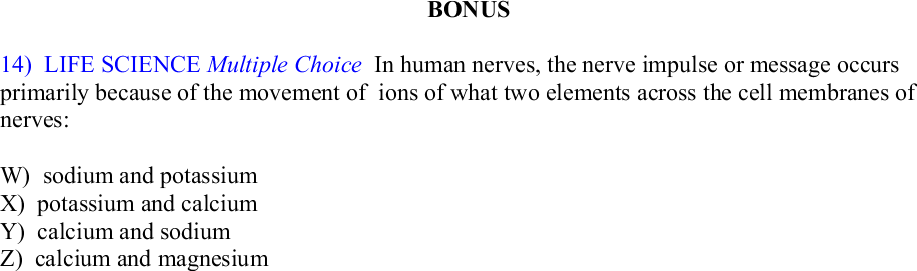 BONUS
14) LIFE SCIENCE Multiple Choice In human nerves, the nerve impulse or message occurs
primarily because of the movement of ions of what two elements across the cell membranes of
nerves:
W) sodium and potassium
X) potassium and calcium
Y) calcium and sodium
Z) calcium and magnesium